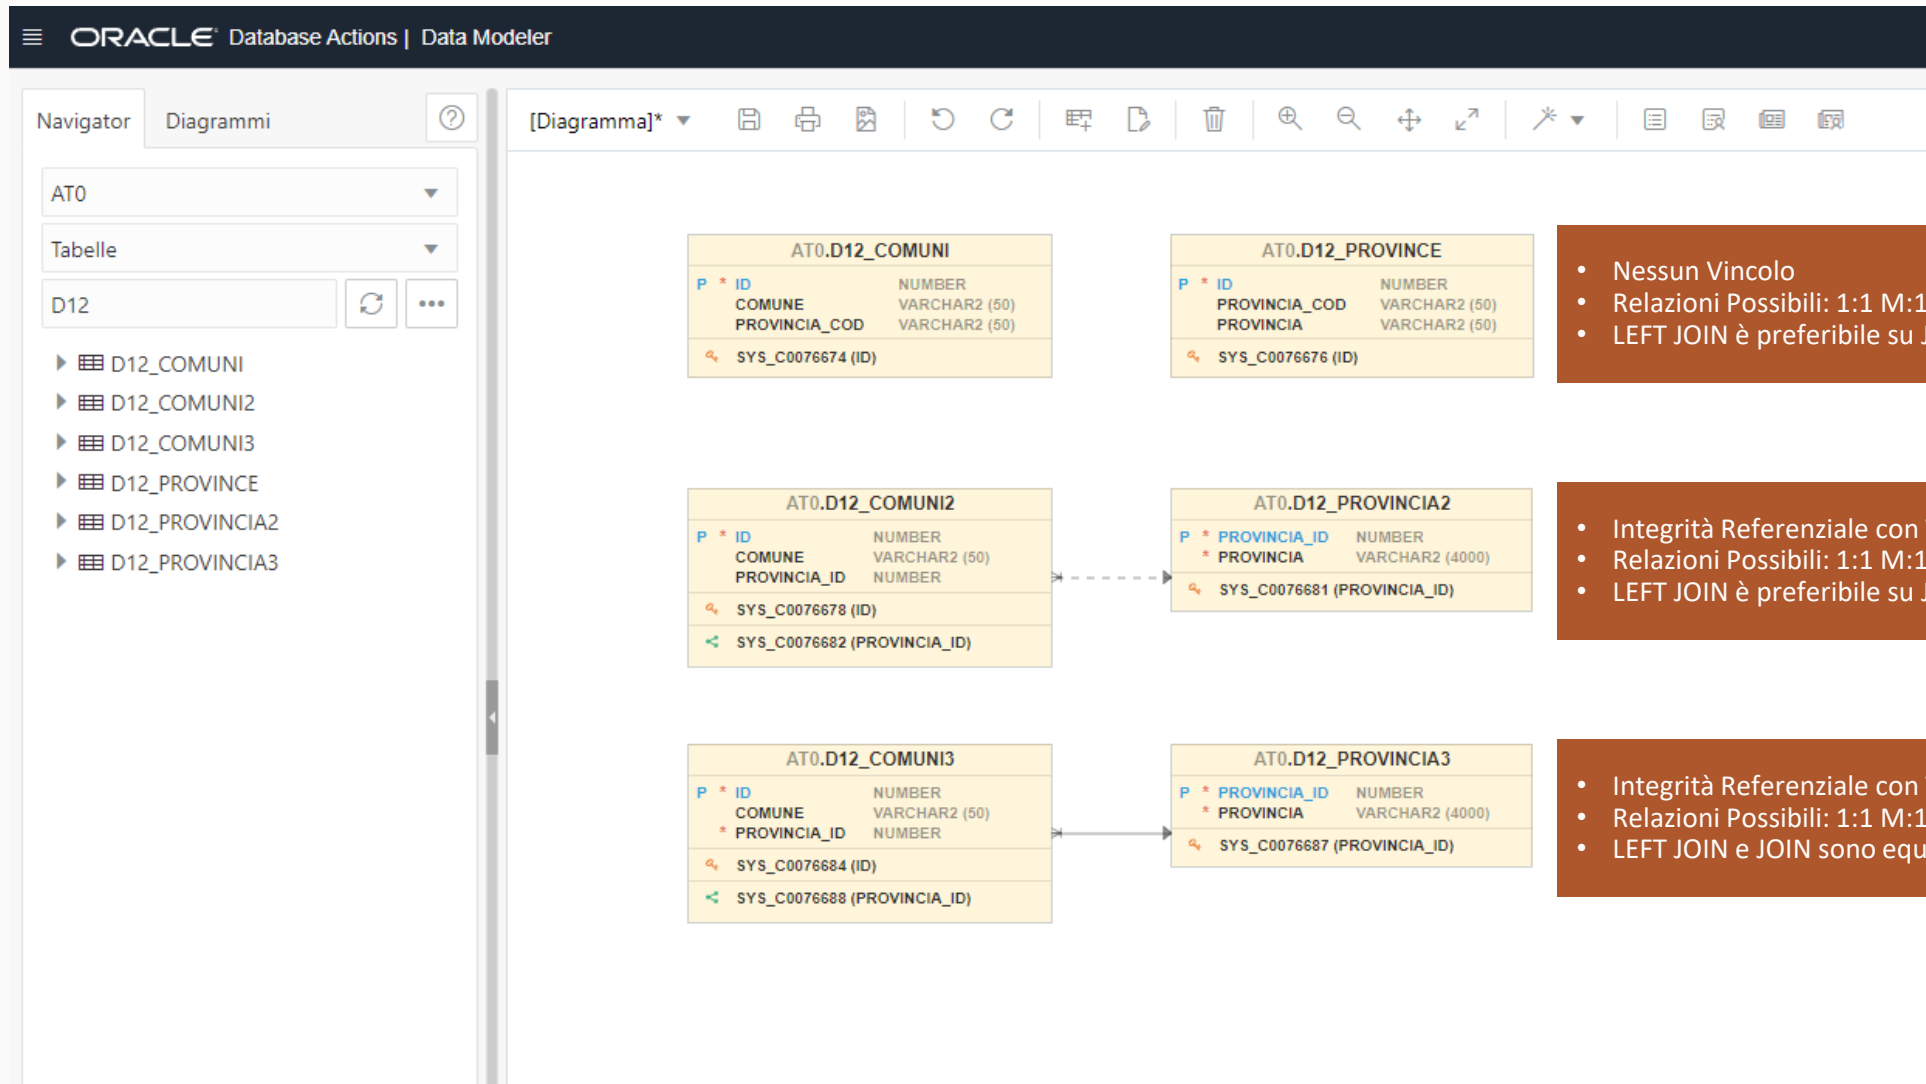 ORACLE Database Actions | Data Modeler
Navigator
Diagrammi
[Diagramma]*
AT0
Tabelle
D12
D12_COMUNI
D12_COMUNI2
D12_COMUNI3
D12_PROVINCE
D12_PROVINCIA2
D12_PROVINCIA3
AT0.D12_COMUNI
P * ID NUMBER
COMUNE VARCHAR2 (50)
PROVINCIA_COD VARCHAR2 (50)
SYS_C0076674 (ID)
AT0.D12_PROVINCE
P * ID NUMBER
PROVINCIA_COD VARCHAR2 (50)
PROVINCIA VARCHAR2 (50)
SYS_C0076676 (ID)
• Nessun Vincolo
• Relazioni Possibili: 1:1 M:1
• LEFT JOIN è preferibile su
AT0.D12_COMUNI2
P * ID NUMBER
COMUNE VARCHAR2 (50)
PROVINCIA_ID NUMBER
SYS_C0076678 (ID)
SYS_C0076682 (PROVINCIA_ID)
AT0.D12_PROVINCIA2
P * PROVINCIA_ID NUMBER
* PROVINCIA VARCHAR2 (4000)
SYS_C0076681 (PROVINCIA_ID)
• Integrità Referenziale con
• Relazioni Possibili: 1:1 M:1
• LEFT JOIN è preferibile su
AT0.D12_COMUNI3
P * ID NUMBER
COMUNE VARCHAR2 (50)
* PROVINCIA_ID NUMBER
SYS_C0076684 (ID)
SYS_C0076688 (PROVINCIA_ID)
AT0.D12_PROVINCIA3
P * PROVINCIA_ID NUMBER
* PROVINCIA VARCHAR2 (4000)
SYS_C0076687 (PROVINCIA_ID)
• Integrità Referenziale con
• Relazioni Possibili: 1:1 M:1
• LEFT JOIN e JOIN sono equ